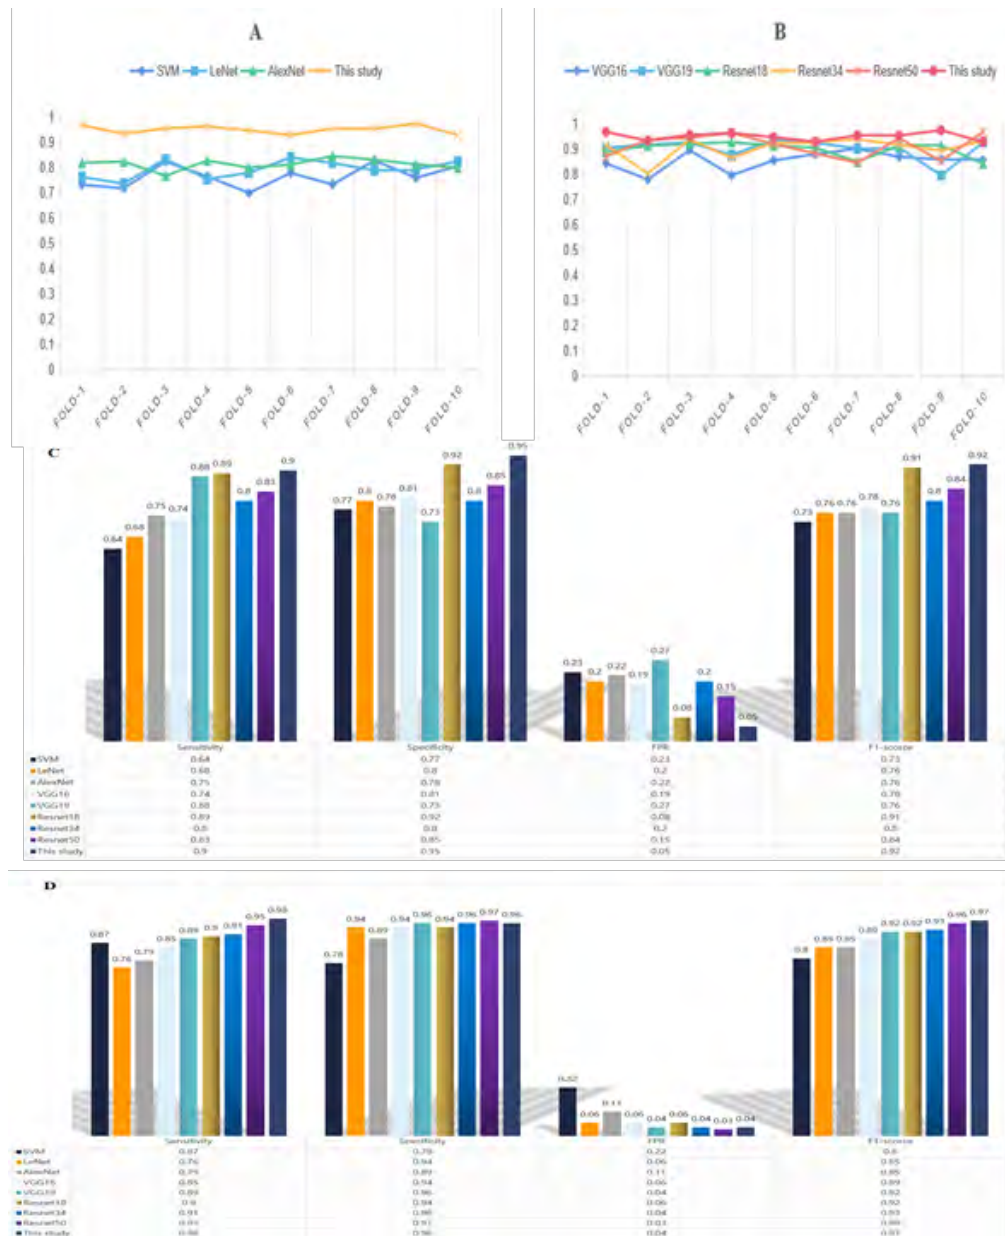 A
SVM LeNet AlexNet This study
1
0.9
0.8
0.7
0.6
0.5
0.4
0.3
0.2
0.1
0
FOLD-1 FOLD-2 FOLD-3 FOLD-4 FOLD-5 FOLD-6 FOLD-7 FOLD-8 FOLD-9 FOLD-10
B
VGG16 VGG19 Resnet18 Resnet34 Resnet50 This study
1
0.9
0.8
0.7
0.6
0.5
0.4
0.3
0.2
0.1
0
FOLD-1 FOLD-2 FOLD-3 FOLD-4 FOLD-5 FOLD-6 FOLD-7 FOLD-8 FOLD-9 FOLD-10
C
0.64 0.68 0.75 0.74 0.88 0.89 0.8 0.83 0.9
0.77 0.8 0.78 0.81 0.73 0.92 0.8 0.85 0.95
0.23 0.2 0.22 0.19 0.27 0.08 0.2 0.15 0.05
0.73 0.76 0.76 0.78 0.76 0.91 0.8 0.84 0.92
Sensitivity Specificity FPR
SVM 0.64 0.77 0.23 0.73
LeNet 0.68 0.8 0.2 0.76
AlexNet 0.75 0.78 0.22 0.76
VGG16 0.74 0.81 0.19 0.78
VGG19 0.88 0.73 0.27 0.76
Resnet18 0.89 0.92 0.08 0.91
Resnet34 0.8 0.8 0.2 0.8
Resnet50 0.83 0.85 0.15 0.84
This study 0.9 0.95 0.05 0.92
D
0.87 0.76 0.79 0.85 0.89 0.9 0.91 0.95 0.98
0.78 0.94 0.89 0.94 0.96 0.94 0.96 0.97 0.96
0.06 0.11 0.06 0.04 0.06 0.04 0.03 0.04
0.8 0.85 0.85 0.92 0.92 0.93 0.96 0.97
Sensitivity Specificity FPR
SVM 0.87 0.78 0.22 0.8
LeNet 0.76 0.94 0.06 0.85
AlexNet 0.79 0.89 0.11 0.85
VGG16 0.85 0.94 0.06 0.89
VGG19 0.89 0.96 0.04 0.92
Resnet18 0.9 0.94 0.06 0.92
Resnet34 0.91 0.96 0.04 0.93
Resnet50 0.03
This study 0.98 0.96 0.04 0.97